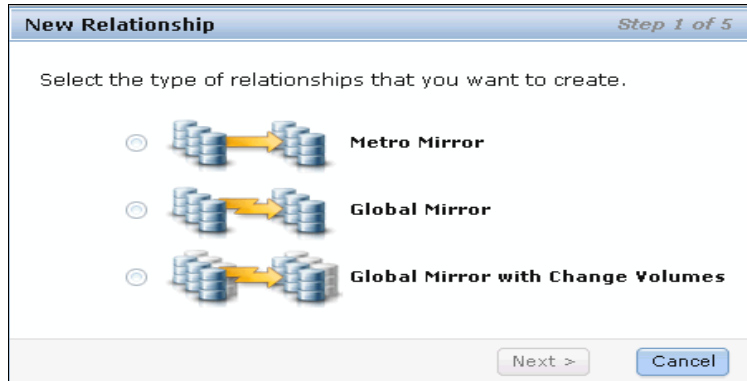 New Relationship Step 1 of 5
Select the type of relationships that you want to create.
Metro Mirror
Global Mirror
Global Mirror with Change Volumes
Next > Cancel